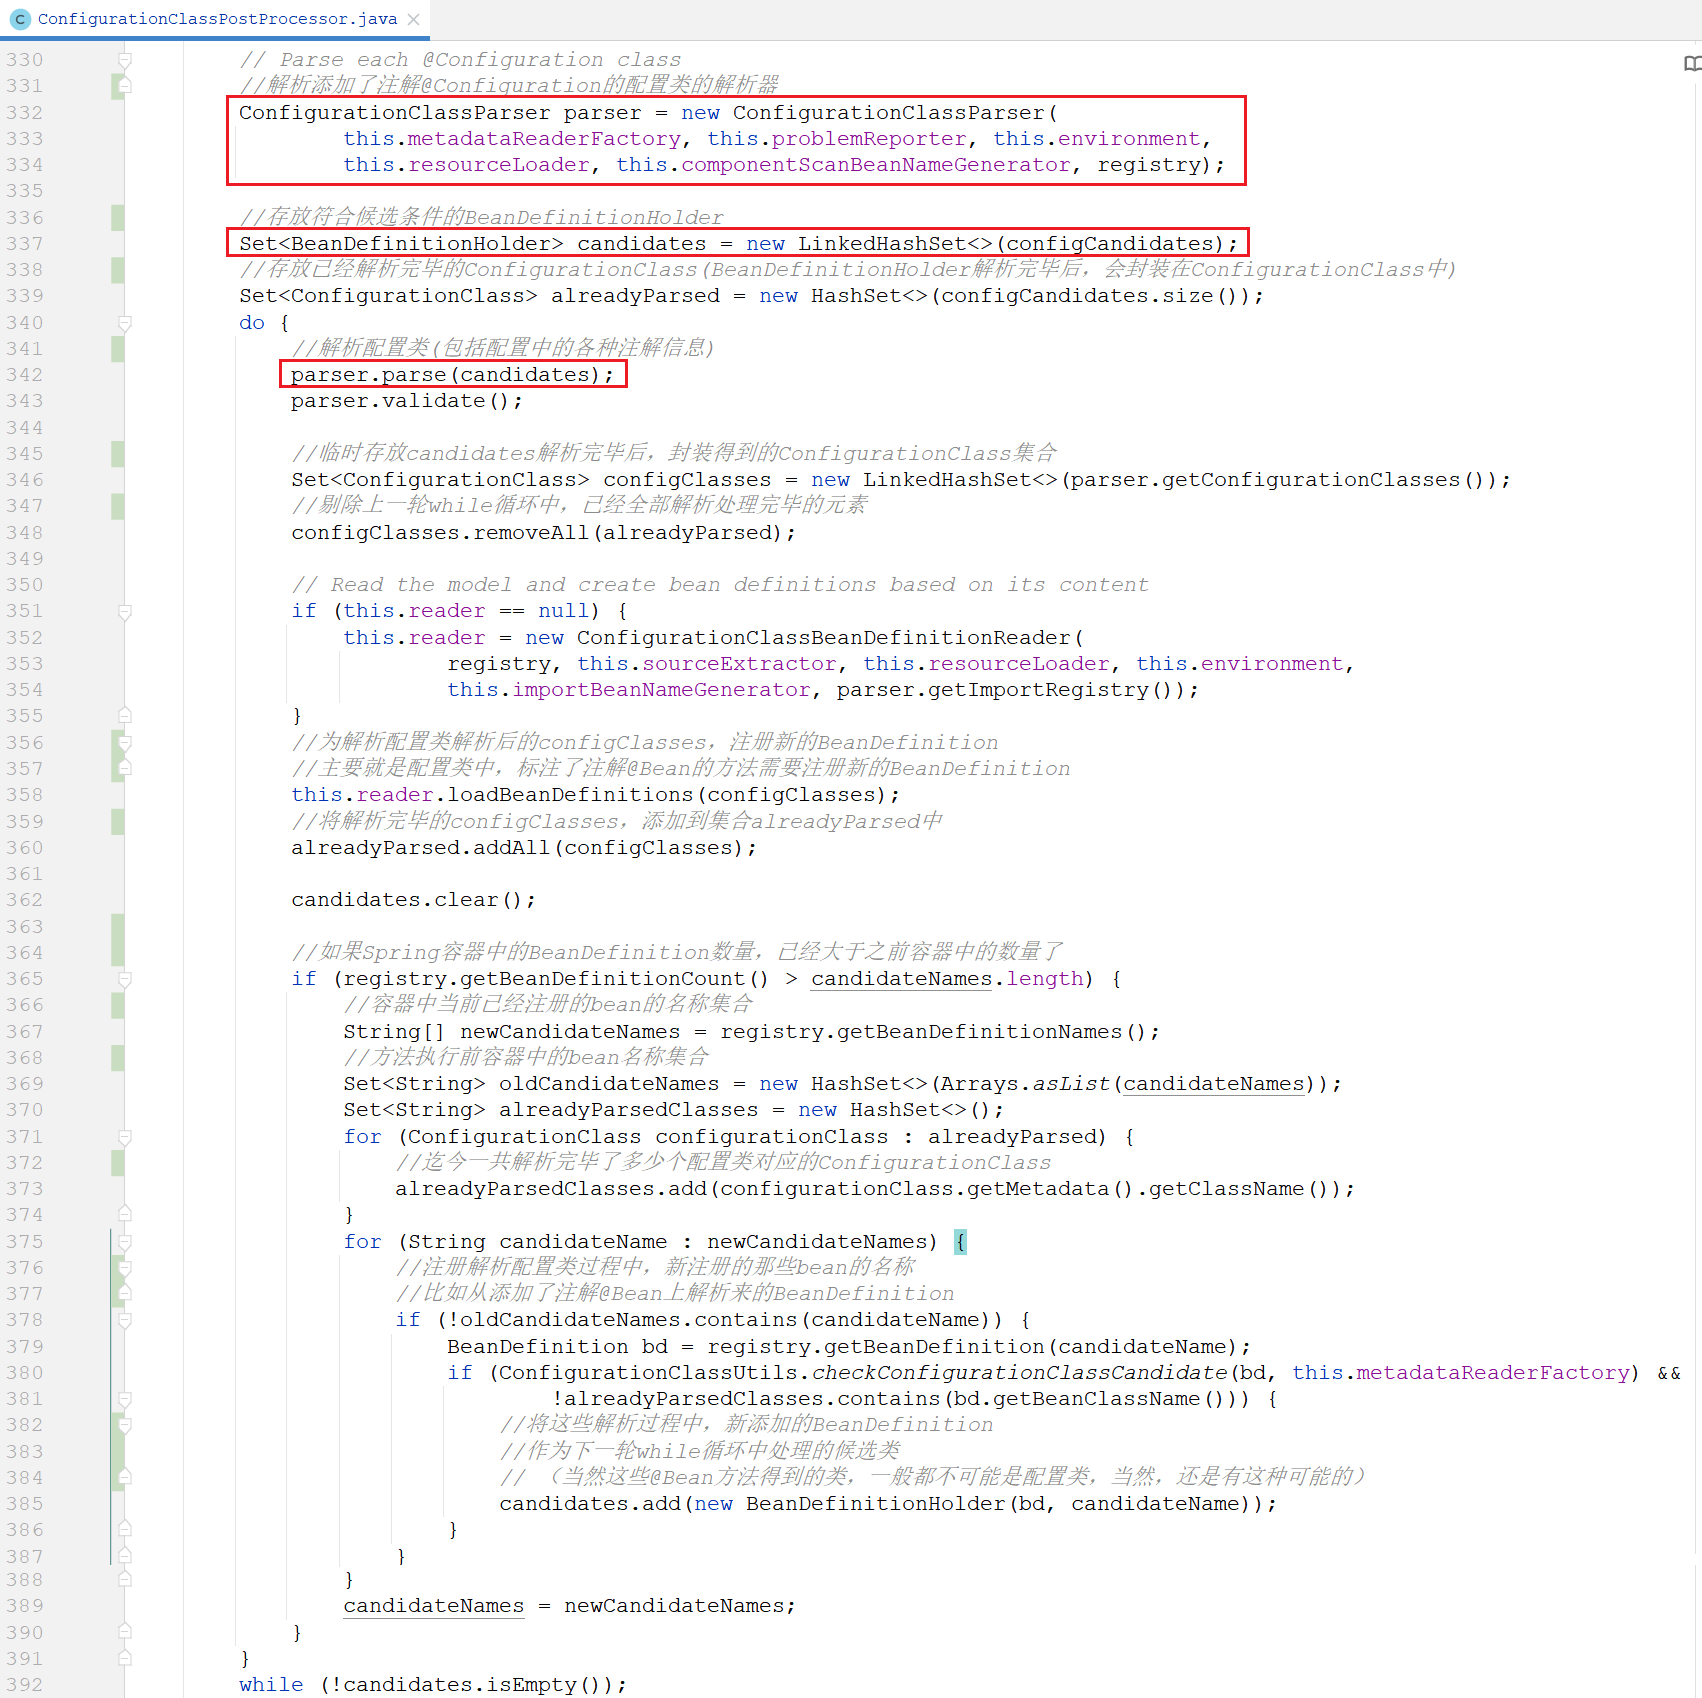 C ConfigurationClassPostProcessor.java ×
330 // Parse each @Configuration class
331 //解析添加了注解@Configuration的配置类的解析器
332 ConfigurationClassParser parser = new ConfigurationClassParser(
333 this.metadataReaderFactory, this.problemReporter, this.environment,
334 this.resourceLoader, this.componentScanBeanNameGenerator, registry);
335
336 //存放符合候选条件的BeanDefinitionHolder
337 Set<BeanDefinitionHolder> candidates = new LinkedHashSet<>(configCandidates);
338 //存放已经解析完毕的ConfigurationClass(BeanDefinitionHolder解析完毕后，会封装在ConfigurationClass中)
339 Set<ConfigurationClass> alreadyParsed = new HashSet<>(configCandidates.size());
340 do {
341 //解析配置类(包括配置中的各种注解信息)
342 parser.parse(candidates);
343 parser.validate();
344
345 //临时存放candidates解析完毕后，封装得到的ConfigurationClass集合
346 Set<ConfigurationClass> configClasses = new LinkedHashSet<>(parser.getConfigurationClasses());
347 //剔除上一轮while循环中，已经全部解析处理完毕的元素
348 configClasses.removeAll(alreadyParsed);
349
350 // Read the model and create bean definitions based on its content
351 if (this.reader == null) {
352 this.reader = new ConfigurationClassBeanDefinitionReader(
353 registry, this.sourceExtractor, this.resourceLoader, this.environment,
354 this.importBeanNameGenerator, parser.getImportRegistry());
355 }
356 //为解析配置类解析后的configClasses，注册新的BeanDefinition
357 //主要就是配置类中，标注了注解@Bean的方法需要注册新的BeanDefinition
358 this.reader.loadBeanDefinitions(configClasses);
359 //将解析完毕的configClasses，添加到集合alreadyParsed中
360 alreadyParsed.addAll(configClasses);
361
362 candidates.clear();
363
364 //如果Spring容器中的BeanDefinition数量，已经大于之前容器中的数量了
365 if (registry.getBeanDefinitionCount() > candidateNames.length) {
366 //容器中当前已经注册的bean的名称集合
367 String[] newCandidateNames = registry.getBeanDefinitionNames();
368 //方法执行前容器中的bean名称集合
369 Set<String> oldCandidateNames = new HashSet<>(Arrays.asList(candidateNames));
370 Set<String> alreadyParsedClasses = new HashSet<>();
371 for (ConfigurationClass configurationClass : alreadyParsed) {
372 //迄今一共解析完毕了多少个配置类对应的ConfigurationClass
373 alreadyParsedClasses.add(configurationClass.getMetadata().getClassName());
374 }
375 for (String candidateName : newCandidateNames) {
376 //注册解析配置类过程中，新注册的那些bean的名称
377 //比如从添加了注解@Bean上解析来的BeanDefinition
378 if (!oldCandidateNames.contains(candidateName)) {
379 BeanDefinition bd = registry.getBeanDefinition(candidateName);
380 if (ConfigurationClassUtils.checkConfigurationClassCandidate(bd, this.metadataReaderFactory) &&
381 !alreadyParsedClasses.contains(bd.getBeanClassName())) {
382 //将这些解析过程中，新添加的BeanDefinition
383 //作为下一轮while循环中处理的候选类
384 // （当然这些@Bean方法得到的类，一般都不可能是配置类，当然，还是有这种可能的）
385 candidates.add(new BeanDefinitionHolder(bd, candidateName));
386 }
387 }
388 }
389 candidateNames = newCandidateNames;
390 }
391 }
392 while (!candidates.isEmpty());